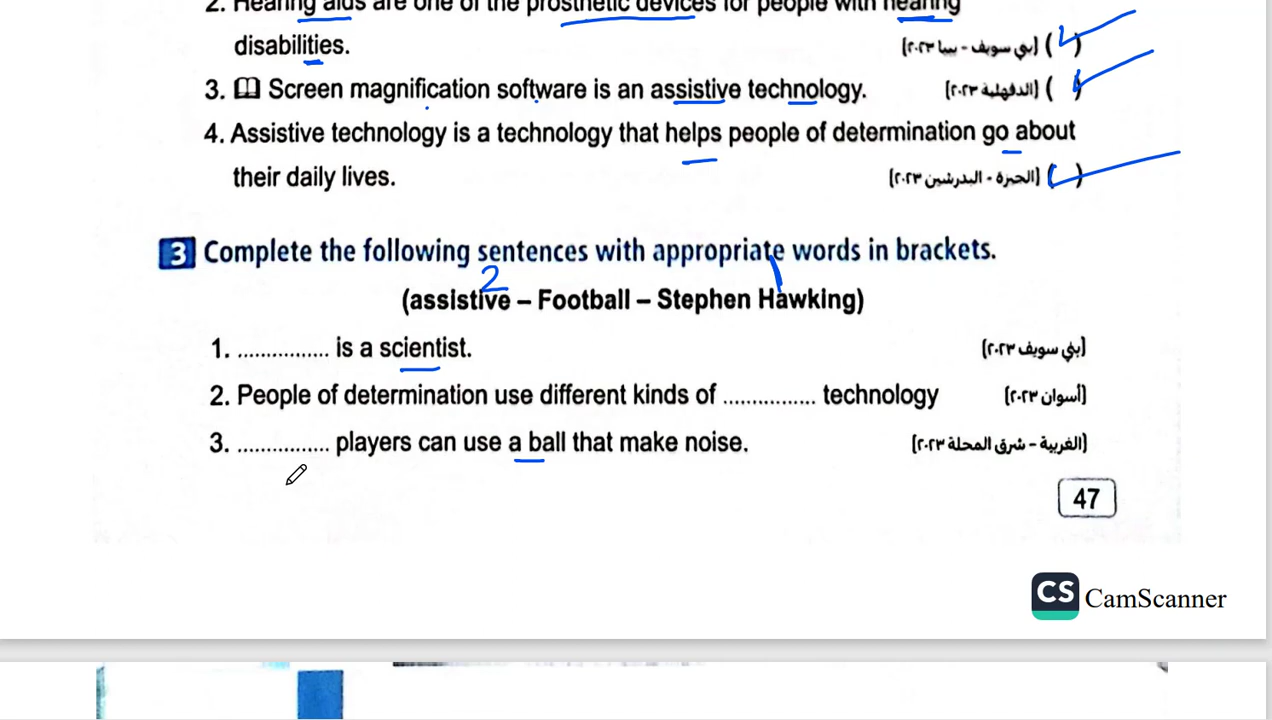 2. Hearing aids are one of the prosthetic devices for people with hearing
disabilities. ( ) [بني سويف - ببا ٢٠٢٣]
3. Screen magnification software is an assistive technology. ( ) [الدقهلية ٢٠٢٣]
4. Assistive technology is a technology that helps people of determination go about
their daily lives. ( ) [الجيزة - البدرشين ٢٠٢٣]
3 Complete the following sentences with appropriate words in brackets.
2 1
(assistive – Football – Stephen Hawking)
1. ................ is a scientist. [بني سويف ٢٠٢٣]
2. People of determination use different kinds of ................ technology [أسوان ٢٠٢٣]
3. ................ players can use a ball that make noise. [الغربية - شرق المحلة ٢٠٢٣]
47
CS CamScanner